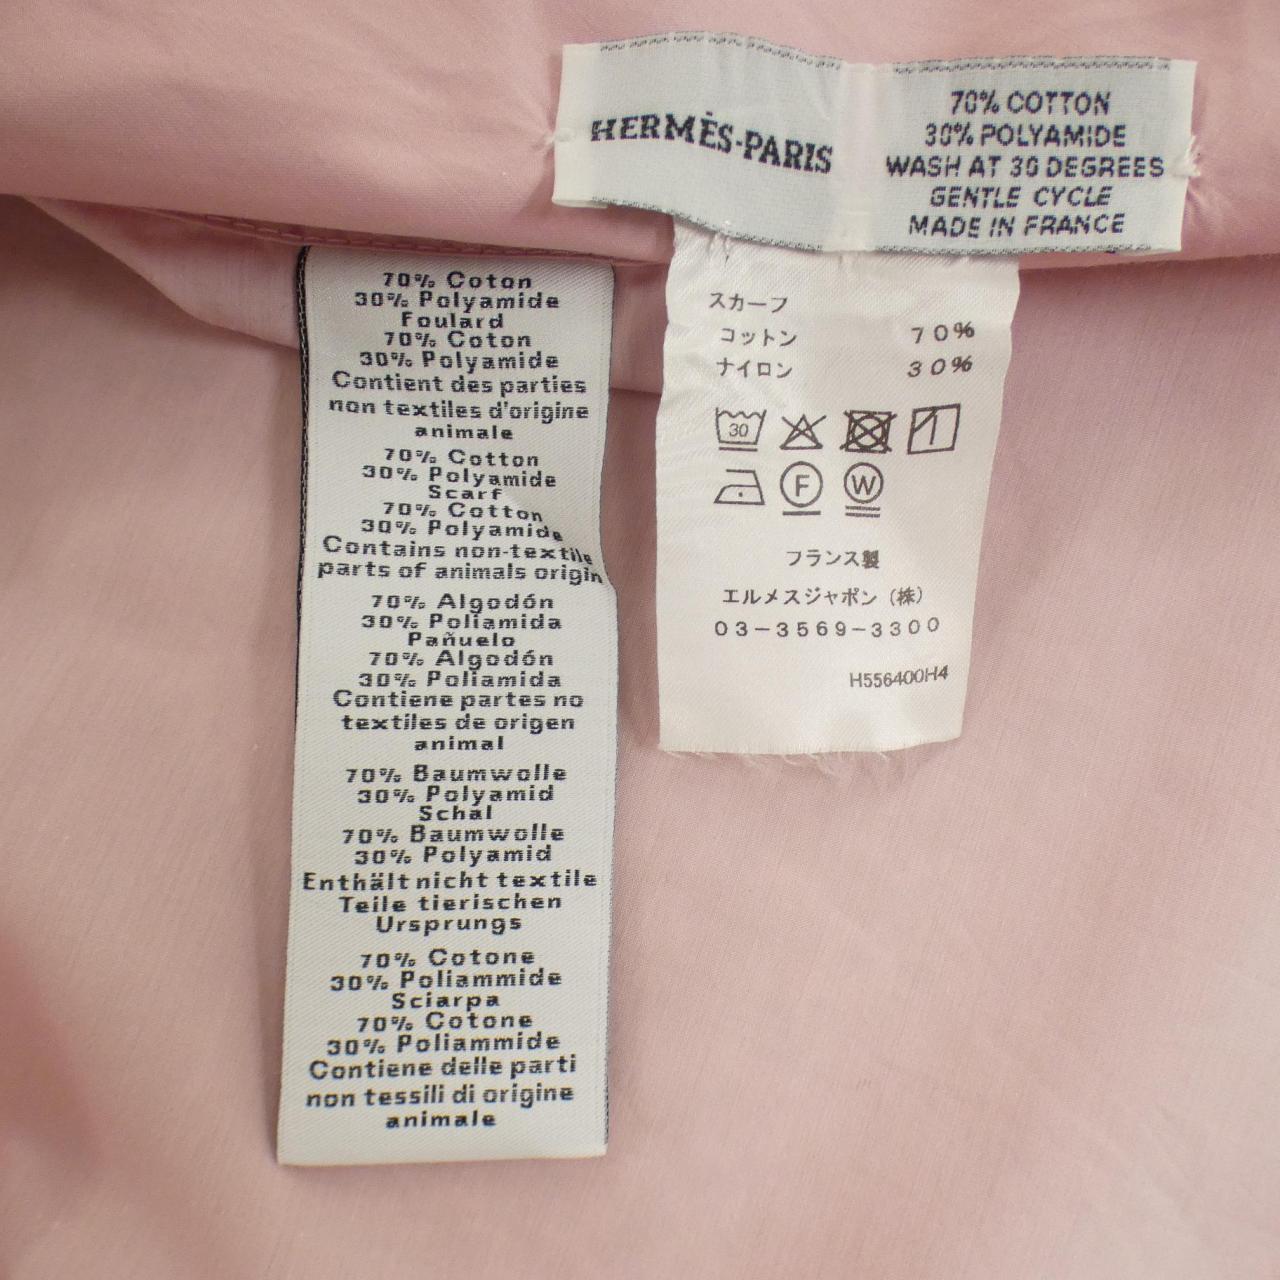 HERMÈS-PARIS
70% COTTON
30% POLYAMIDE
WASH AT 30 DEGREES
GENTLE CYCLE
MADE IN FRANCE
70% Coton
30% Polyamide
Foulard
70% Coton
30% Polyamide
Contient des parties
non textiles d'origine
animale
70% Cotton
30% Polyamide
Scarf
70% Cotton
30% Polyamide
Contains non-textile
parts of animals origin
70% Algodón
30% Poliamida
Pañuelo
70% Algodón
30% Poliamida
Contiene partes no
textiles de origen
animal
70% Baumwolle
30% Polyamid
Schal
70% Baumwolle
30% Polyamid
Enthält nicht textile
Teile tierischen
Ursprungs
70% Cotone
30% Poliammide
Sciarpa
70% Cotone
30% Poliammide
Contiene delle parti
non tessili di origine
animale
スカーフ
コットン 70%
ナイロン 30%
30
F W
フランス製
エルメスジャポン(株)
03-3569-3300
H556400H4